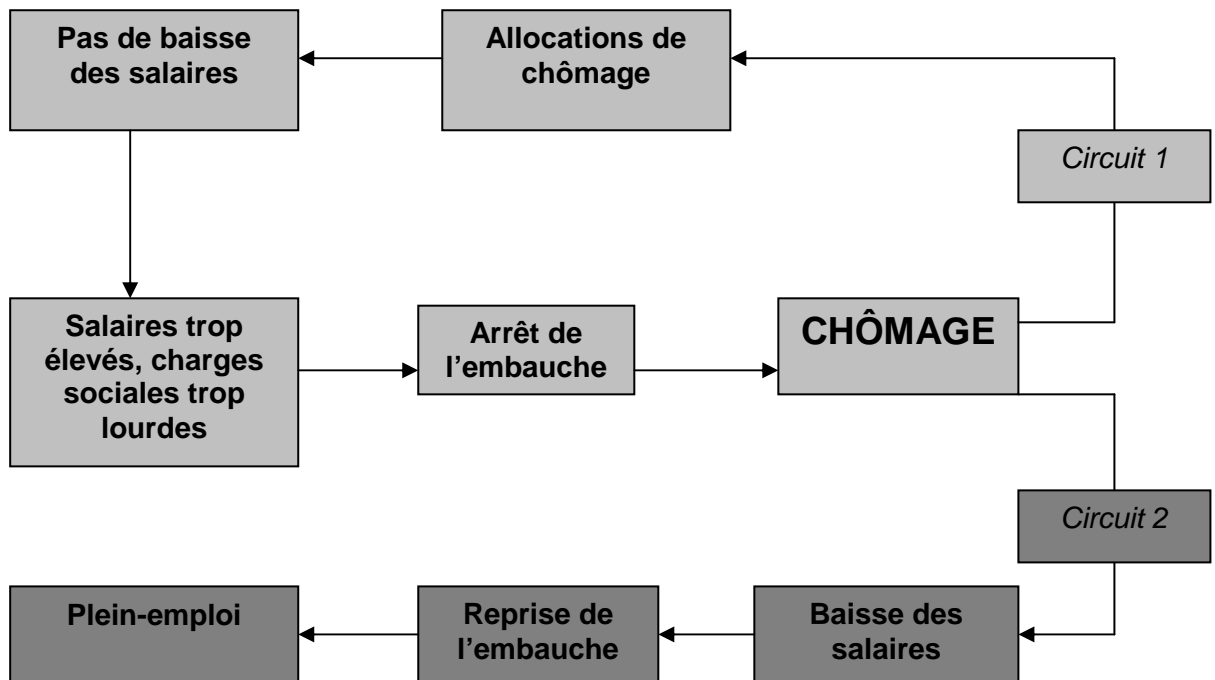 Pas de baisse
des salaires
Allocations de
chômage
Circuit 1
Salaires trop
élevés, charges
sociales trop
lourdes
Arrêt de
l’embauche
CHÔMAGE
Circuit 2
Plein-emploi
Reprise de
l’embauche
Baisse des
salaires